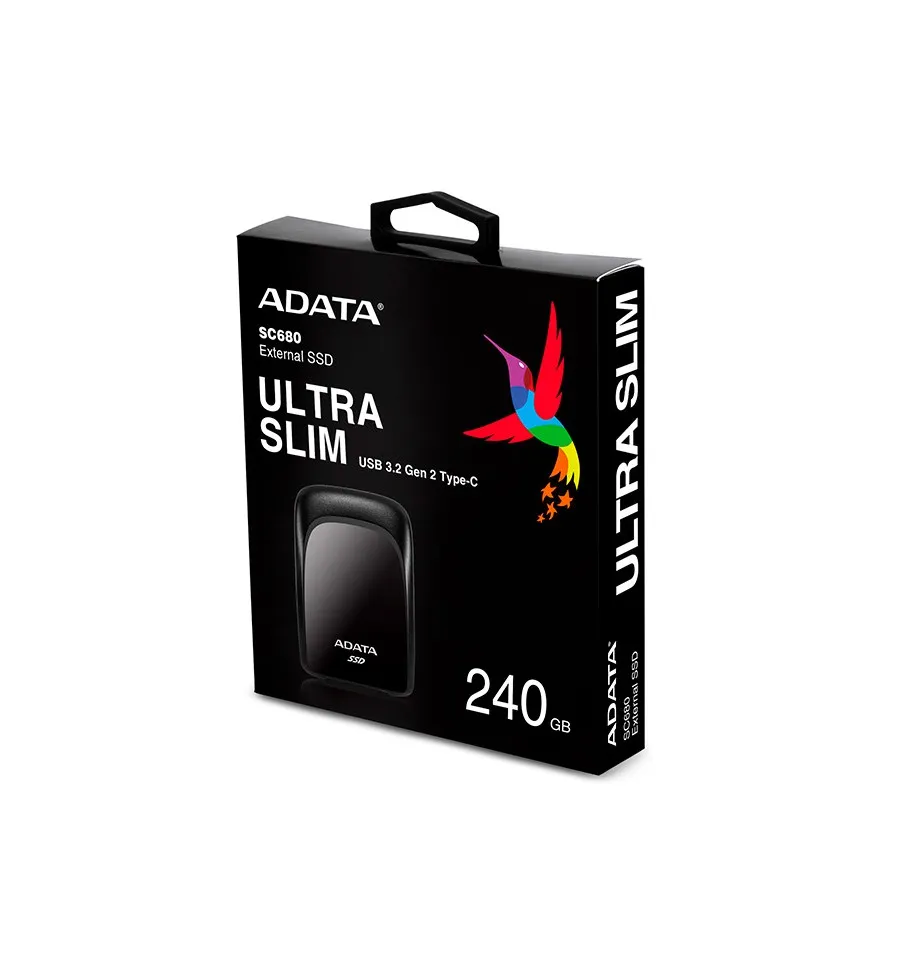 ADATA®
SC680
External SSD
ULTRA
SLIM
USB 3.2 Gen 2 Type-C
ADATA
SSD
240 GB
ULTRA SLIM
ADATA®
SC680
External SSD